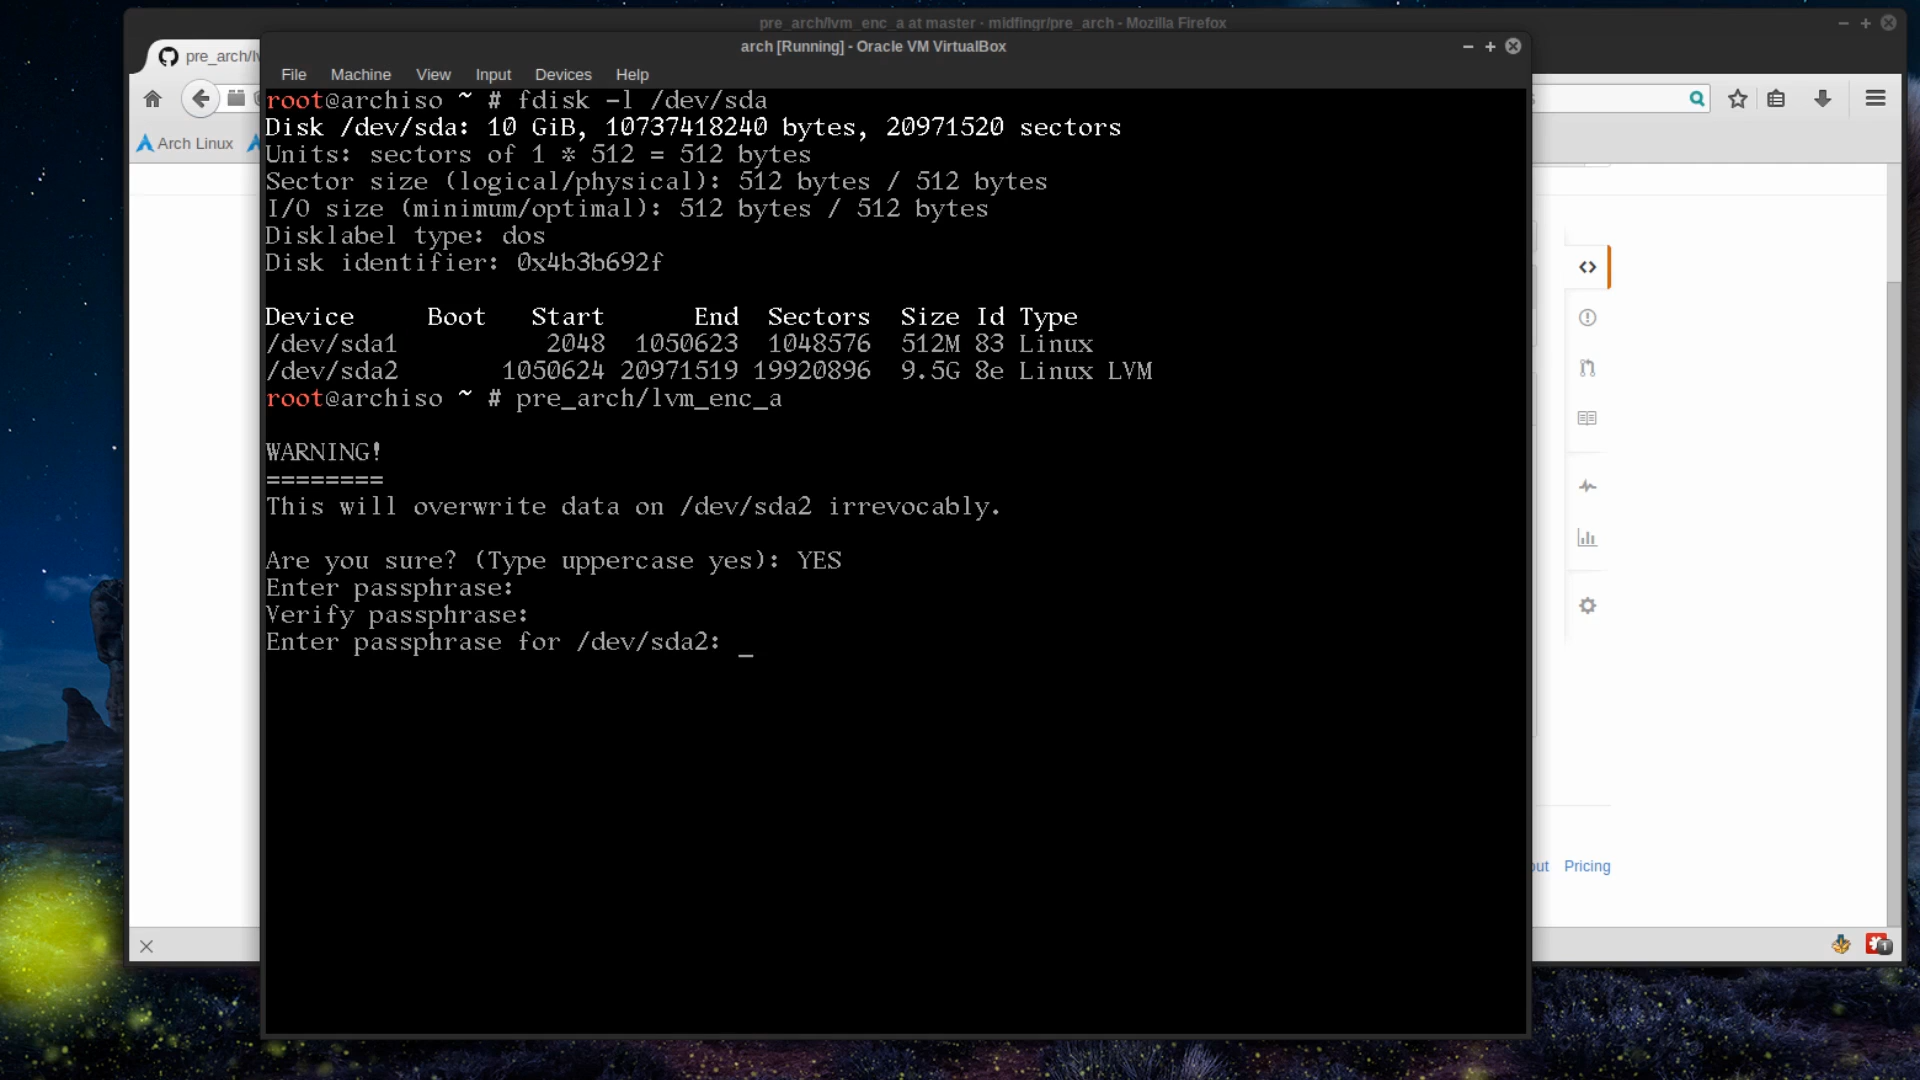 pre_arch/lvm_enc_a at master · midfingr/pre_arch - Mozilla Firefox
pre_arch/lv
arch [Running] - Oracle VM VirtualBox
File Machine View Input Devices Help
Arch Linux
root@archiso ~ # fdisk -l /dev/sda
Disk /dev/sda: 10 GiB, 10737418240 bytes, 20971520 sectors
Units: sectors of 1 * 512 = 512 bytes
Sector size (logical/physical): 512 bytes / 512 bytes
I/O size (minimum/optimal): 512 bytes / 512 bytes
Disklabel type: dos
Disk identifier: 0x4b3b692f
Device Boot Start End Sectors Size Id Type
/dev/sda1 2048 1050623 1048576 512M 83 Linux
/dev/sda2 1050624 20971519 19920896 9.5G 8e Linux LVM
root@archiso ~ # pre_arch/lvm_enc_a
WARNING!
========
This will overwrite data on /dev/sda2 irrevocably.
Are you sure? (Type uppercase yes): YES
Enter passphrase:
Verify passphrase:
Enter passphrase for /dev/sda2: _
out Pricing
1